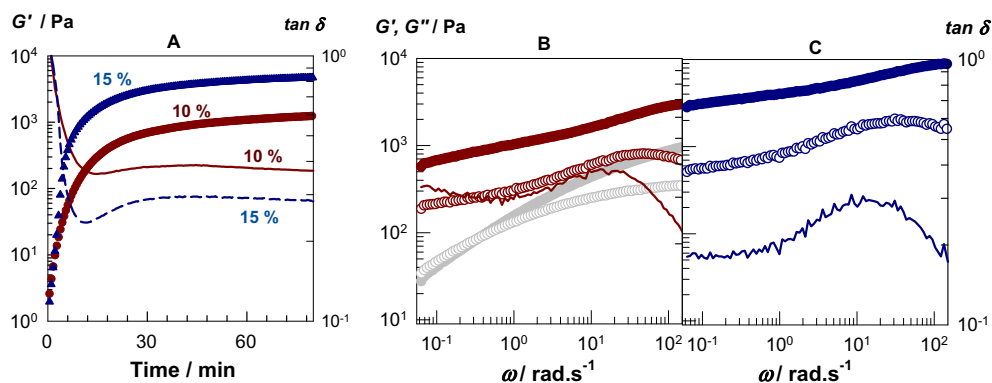 G' / Pa
tan δ
G', G'' / Pa
tan δ
A
B
C
10⁴
10³
10²
10¹
10⁰
15 %
10 %
10 %
15 %
10⁰
10⁻¹
0
30
60
Time / min
10⁴
10³
10²
10¹
10⁻¹
10⁰
10¹
10²
ω / rad.s⁻¹
10⁻¹
10⁰
10¹
10²
ω / rad.s⁻¹
10⁰
10⁻¹